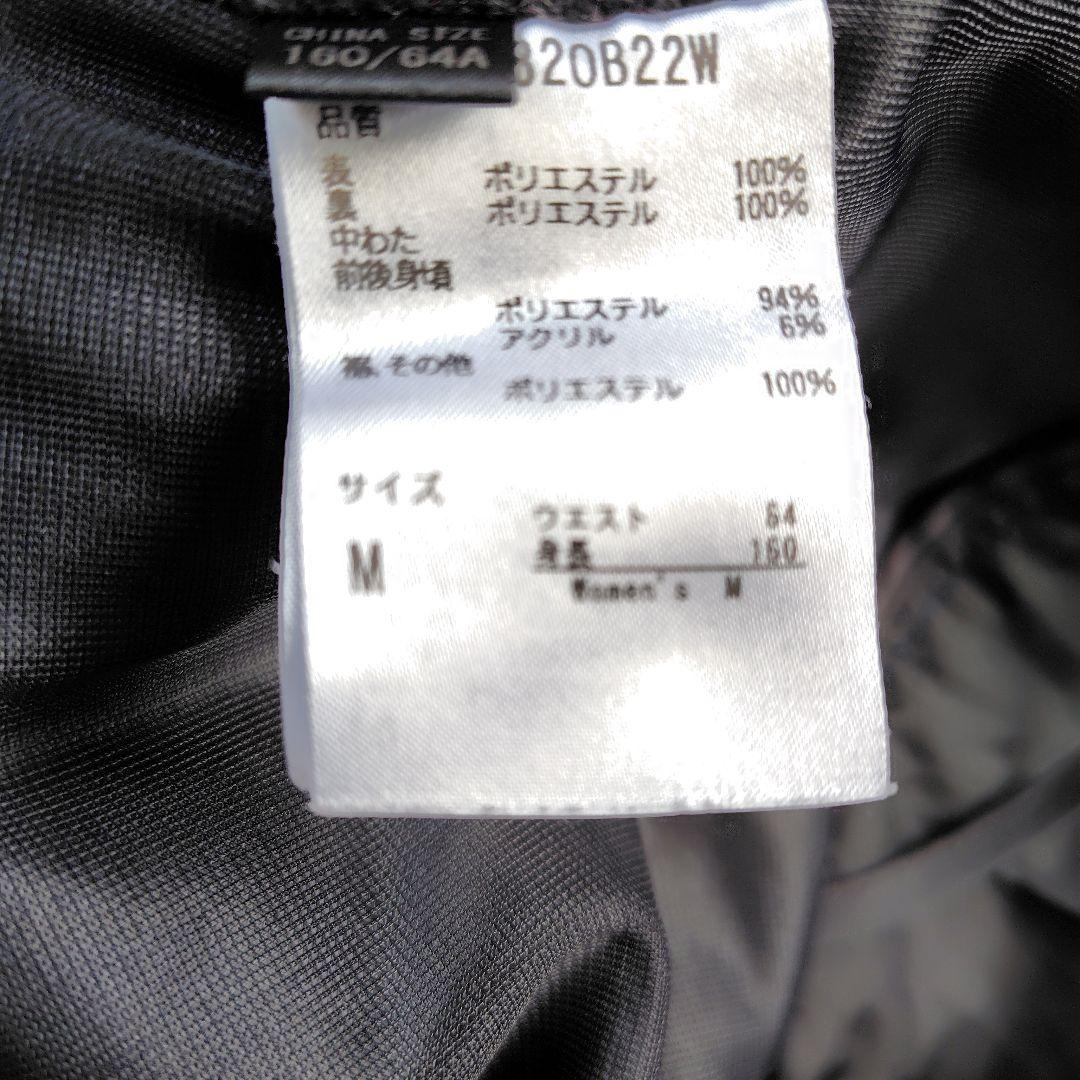 CHINA SIZE
160/64A
820B22W
品質
表 ポリエステル 100%
裏 ポリエステル 100%
中わた
前後身頃
ポリエステル 94%
アクリル 6%
裾、その他
ポリエステル 100%
サイズ
M
ウエスト 64
身長 160
Women's M